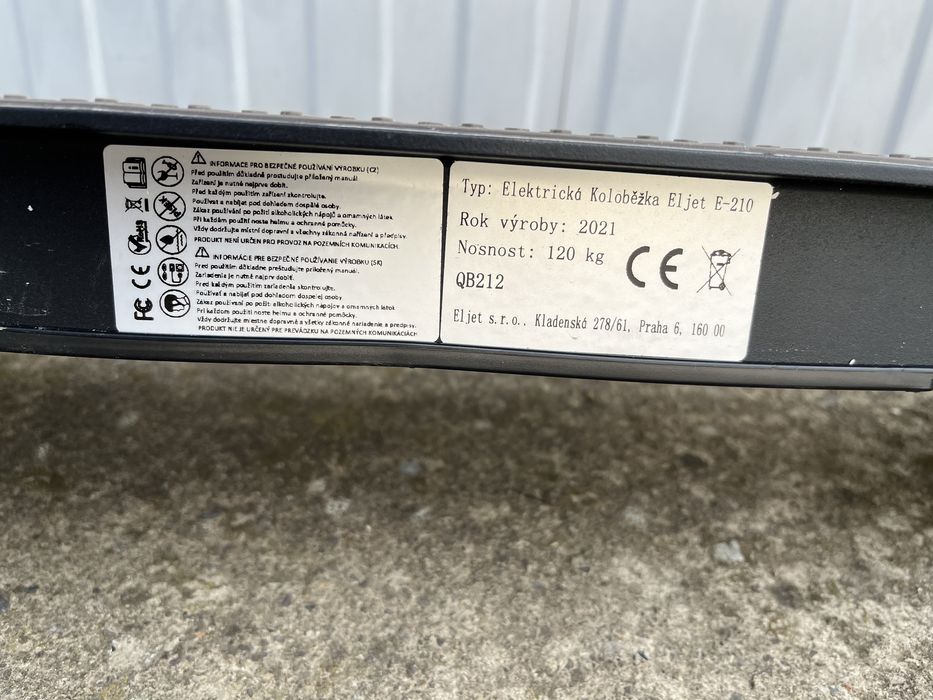 INFORMACE PRO BEZPEČNÉ POUŽÍVÁNÍ VÝROBKU (CZ)
Před použitím důkladně prostudujte přiložený manuál.
Zařízení je nutné nejprve dobít.
Před každým použitím zařízení zkontrolujte.
Používat a nabíjet pod dohledem dospělé osoby.
Zákaz používání po požití alkoholických nápojů a omamných látek
Při každém použití noste helmu a ochranné pomůcky.
Vždy dodržujte místní dopravní a všechny zákonná nařízení a předpisy.
PRODUKT NENÍ URČEN PRO PROVOZ NA POZEMNÍCH KOMUNIKACÍCH.
INFORMÁCIE PRE BEZPEČNÉ POUŽÍVANIE VÝROBKU (SK)
Pred použitím dôkladne preštudujte priložený manuál.
Zariadenie je nutné najprv dobiť.
Pred každým použitím zariadenia skontrolujte.
Používať a nabíjať pod dohľadom dospelej osoby
Zákaz používaní po požití alkoholických nápojov a omamných látok
Pri každom použití noste helmu a ochranné pomôcky.
Vždy dodržujte miestne dopravné a všetky zákonné nariadenie a predpisy.
PRODUKT NIE JE URČENÝ PRE PREVÁDZKU NA POZEMNÝCH KOMUNIKÁCIÁCH.
CE
FC
Typ: Elektrická Koloběžka Eljet E-210
Rok výroby: 2021
Nosnost: 120 kg
QB212
CE
Eljet s.r.o., Kladenská 278/61, Praha 6, 160 00